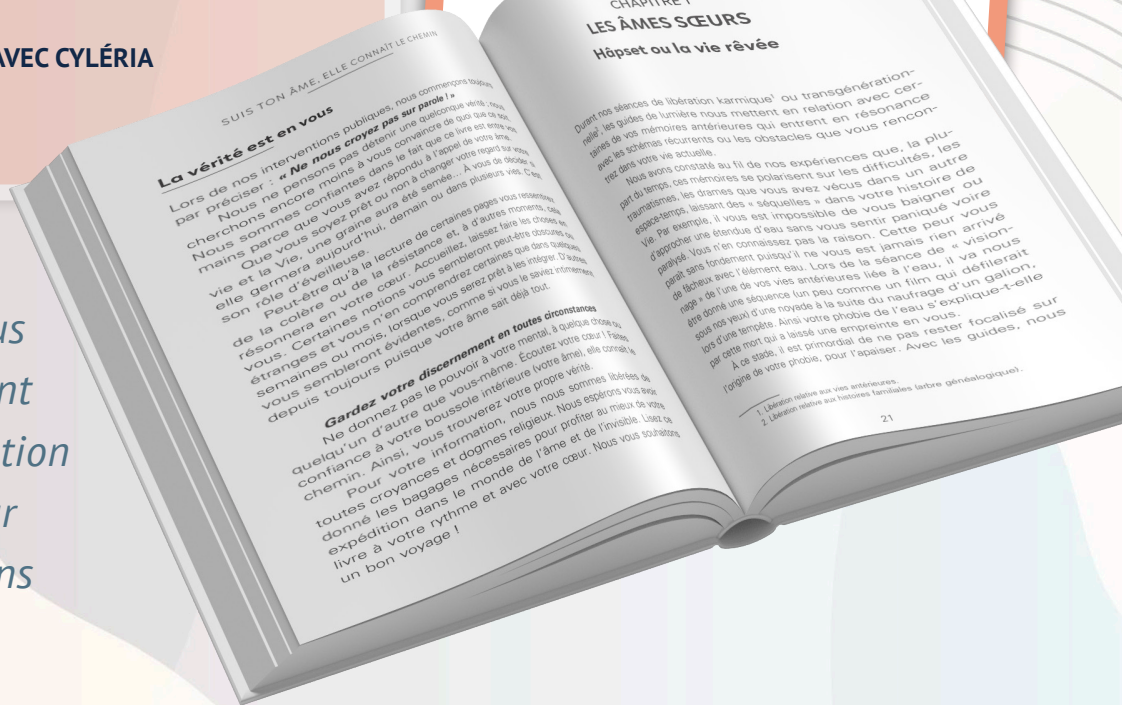 AVEC CYLÉRIA
us
nt
tion
ur
ns
SUIS TON ÂME, ELLE CONNAÎT LE CHEMIN
La vérité est en vous
Lors de nos interventions publiques, nous commençons toujours
par préciser : « Ne nous croyez pas sur parole ! »
Nous ne pensons pas détenir une quelconque vérité ; nous
cherchons encore moins à vous convaincre de quoi que ce soit.
Nous sommes confiantes dans le fait que ce livre est entre vos
mains parce que vous avez répondu à l'appel de votre âme.
Que vous soyez prêt ou non à changer votre regard sur votre
vie et la Vie, une graine aura été semée... À vous de décider si
elle germera aujourd'hui, demain ou dans plusieurs vies. C'est
son rôle d'éveilleuse.
Peut-être qu'à la lecture de certaines pages vous ressentirez
de la colère ou de la résistance et, à d'autres moments, cela
résonnera en votre cœur. Accueillez, laissez faire les choses en
vous. Certaines notions vous sembleront peut-être obscures ou
étranges et vous n'en comprendrez certaines que dans quelques
semaines ou mois, lorsque vous serez prêt à les intégrer. D'autres
vous sembleront évidentes, comme si vous le saviez intimement
depuis toujours puisque votre âme sait déjà tout.
Gardez votre discernement en toutes circonstances
Ne donnez pas le pouvoir à votre mental, à quelque chose ou
quelqu'un d'autre que vous-même. Écoutez votre cœur ! Faites
confiance à votre boussole intérieure (votre âme), elle connaît le
chemin. Ainsi, vous trouverez votre propre vérité.
Pour votre information, nous nous sommes libérées de
toutes croyances et dogmes religieux. Nous espérons vous avoir
donné les bagages nécessaires pour profiter au mieux de votre
expédition dans le monde de l'âme et de l'invisible. Lisez ce
livre à votre rythme et avec votre cœur. Nous vous souhaitons
un bon voyage !
CHAPITRE 1
LES ÂMES SŒURS
Hâpset ou la vie rêvée
Durant nos séances de libération karmique¹ ou transgénération-
nelle², les guides de lumière nous mettent en relation avec cer-
taines de vos mémoires antérieures qui entrent en résonance
avec les schémas récurrents ou les obstacles que vous rencon-
trez dans votre vie actuelle.
Nous avons constaté au fil de nos expériences que, la plu-
part du temps, ces mémoires se polarisent sur les difficultés, les
traumatismes, les drames que vous avez vécus dans un autre
espace-temps, laissant des « séquelles » dans votre histoire de
Vie. Par exemple, il vous est impossible de vous baigner ou
d'approcher une étendue d'eau sans vous sentir paniqué voire
paralysé. Vous n'en connaissez pas la raison. Cette peur vous
paraît sans fondement puisqu'il ne vous est jamais rien arrivé
de fâcheux avec l'élément eau. Lors de la séance de « vision-
nage » de l'une de vos vies antérieures liée à l'eau, il va nous
être donné une séquence (un peu comme un film qui défilerait
sous nos yeux) d'une noyade à la suite du naufrage d'un galion,
lors d'une tempête. Ainsi votre phobie de l'eau s'explique-t-elle
par cette mort qui a laissé une empreinte en vous.
À ce stade, il est primordial de ne pas rester focalisé sur
l'origine de votre phobie, pour l'apaiser. Avec les guides, nous
1. Libération relative aux vies antérieures.
2. Libération relative aux histoires familiales (arbre généalogique).
21